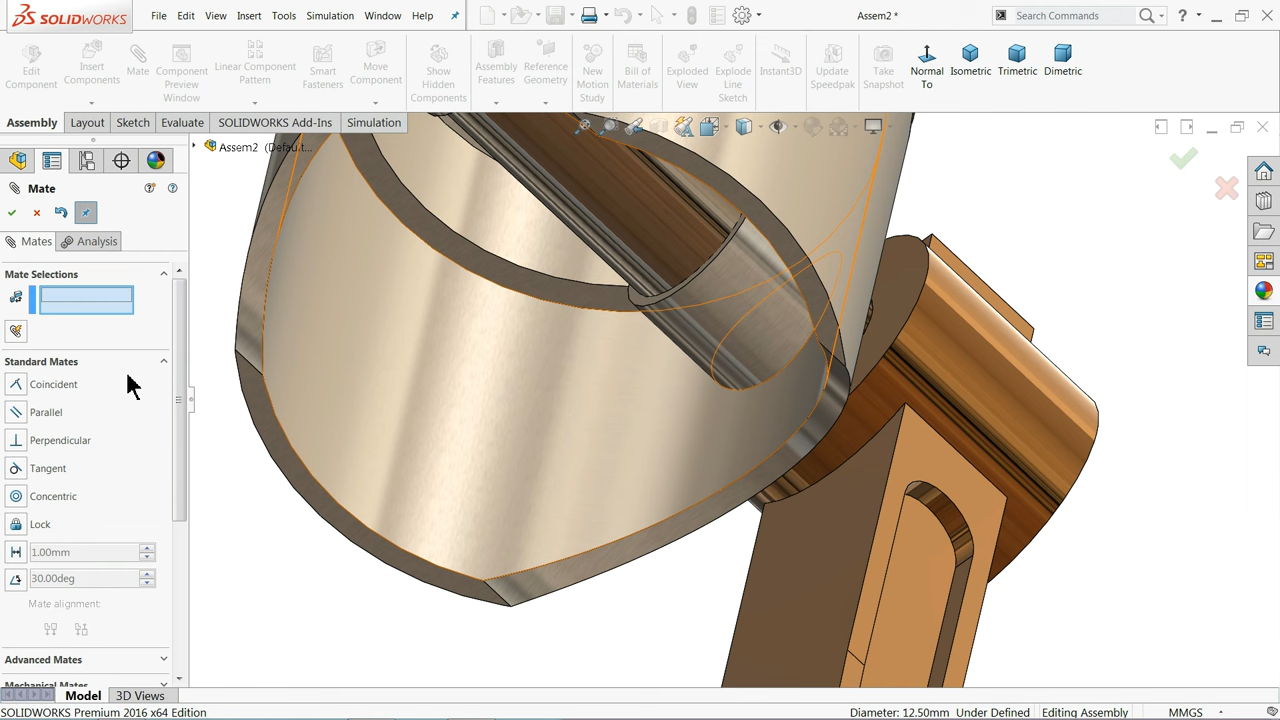 SOLIDWORKS
File Edit View Insert Tools Simulation Window Help
Assem2 *
Search Commands
?
Edit Component
Insert Components
Mate
Component Preview Window
Linear Component Pattern
Smart Fasteners
Move Component
Show Hidden Components
Assembly Features
Reference Geometry
New Motion Study
Bill of Materials
Exploded View
Explode Line Sketch
Instant3D
Update Speedpak
Take Snapshot
Normal To
Isometric
Trimetric
Dimetric
Assembly Layout Sketch Evaluate SOLIDWORKS Add-Ins Simulation
Assem2 (Default...
Mate
Mates Analysis
Mate Selections
Standard Mates
Coincident
Parallel
Perpendicular
Tangent
Concentric
Lock
1.00mm
30.00deg
Mate alignment:
Advanced Mates
Mechanical Mates
Model 3D Views
SOLIDWORKS Premium 2016 x64 Edition
Diameter: 12.50mm Under Defined Editing Assembly MMGS